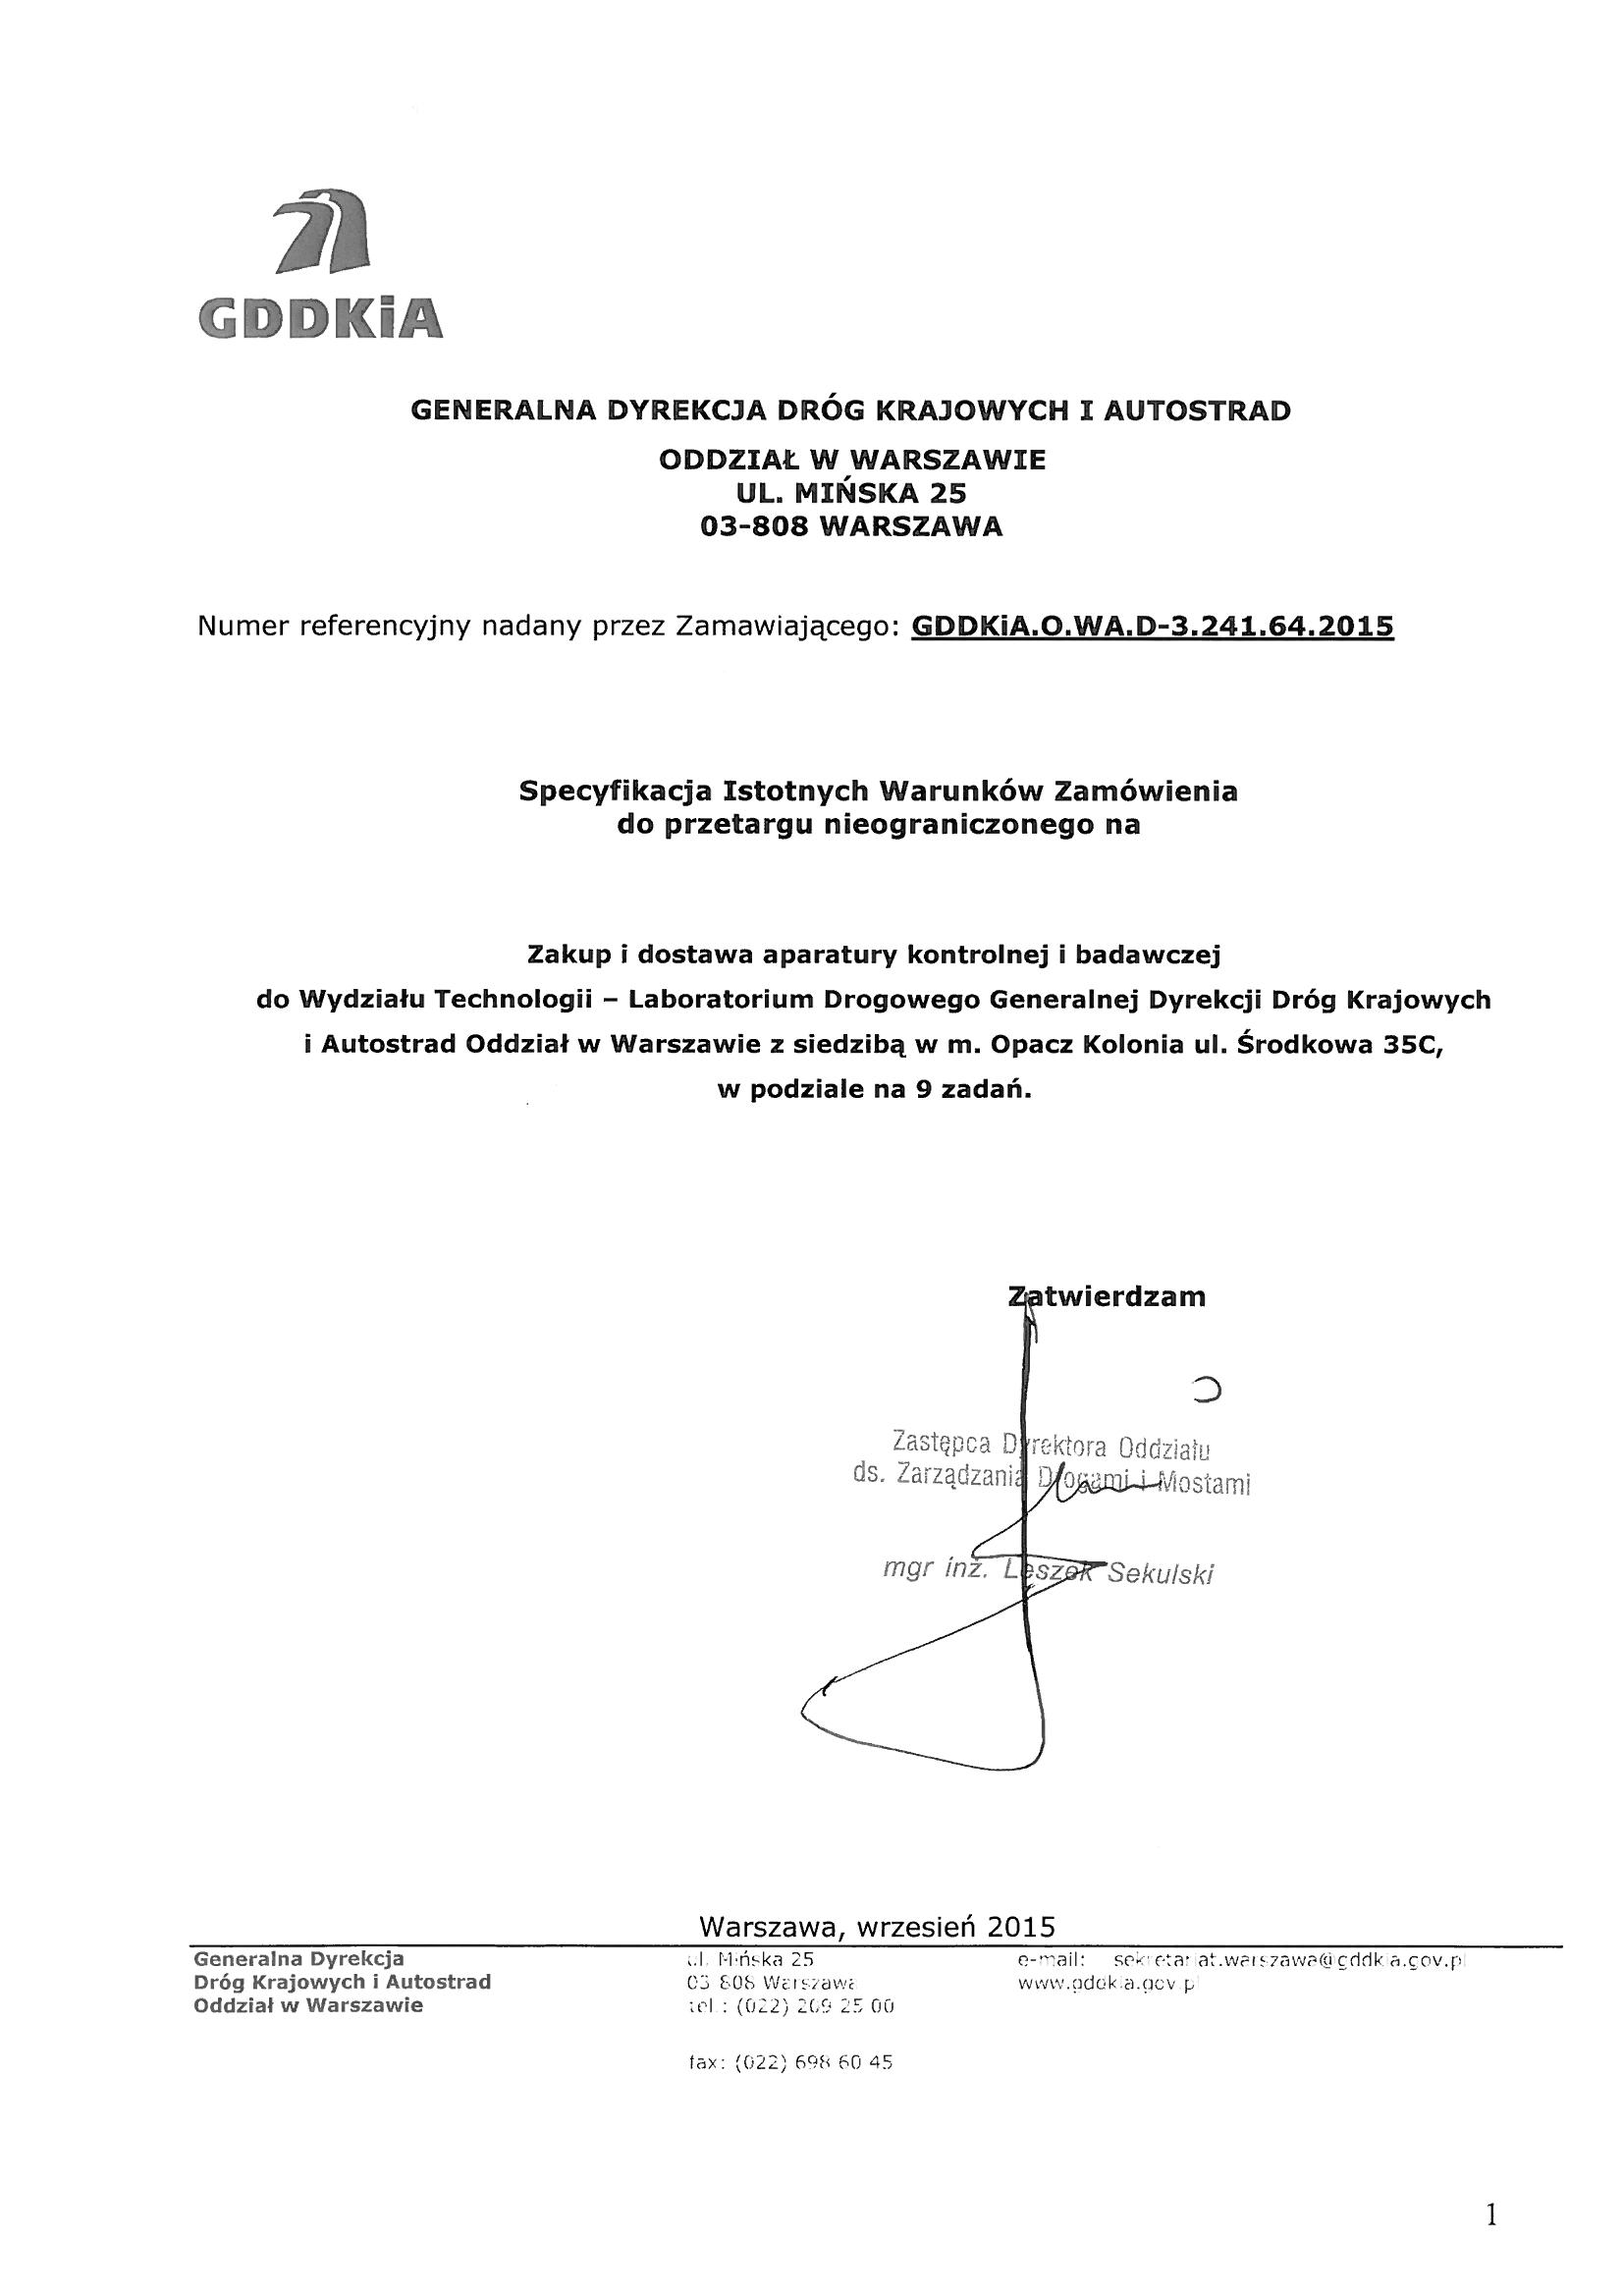 GDDKiA
GENERALNA DYREKCJA DRÓG KRAJOWYCH I AUTOSTRAD
ODDZIAŁ W WARSZAWIE
UL. MIŃSKA 25
03-808 WARSZAWA
Numer referencyjny nadany przez Zamawiającego: GDDKiA.O.WA.D-3.241.64.2015
Specyfikacja Istotnych Warunków Zamówienia
do przetargu nieograniczonego na
Zakup i dostawa aparatury kontrolnej i badawczej
do Wydziału Technologii – Laboratorium Drogowego Generalnej Dyrekcji Dróg Krajowych
i Autostrad Oddział w Warszawie z siedzibą w m. Opacz Kolonia ul. Środkowa 35C,
w podziale na 9 zadań.
Zatwierdzam
Zastępca Dyrektora Oddziału
ds. Zarządzania Drogami i Mostami
mgr inż. Leszek Sekulski
Warszawa, wrzesień 2015
Generalna Dyrekcja
Dróg Krajowych i Autostrad
Oddział w Warszawie
ul. Mińska 25
03 808 Warszawa
tel.: (022) 209 25 00
fax: (022) 698 60 45
e-mail: sekretariat.warszawa@gddkia.gov.pl
www.gddkia.gov.pl
1